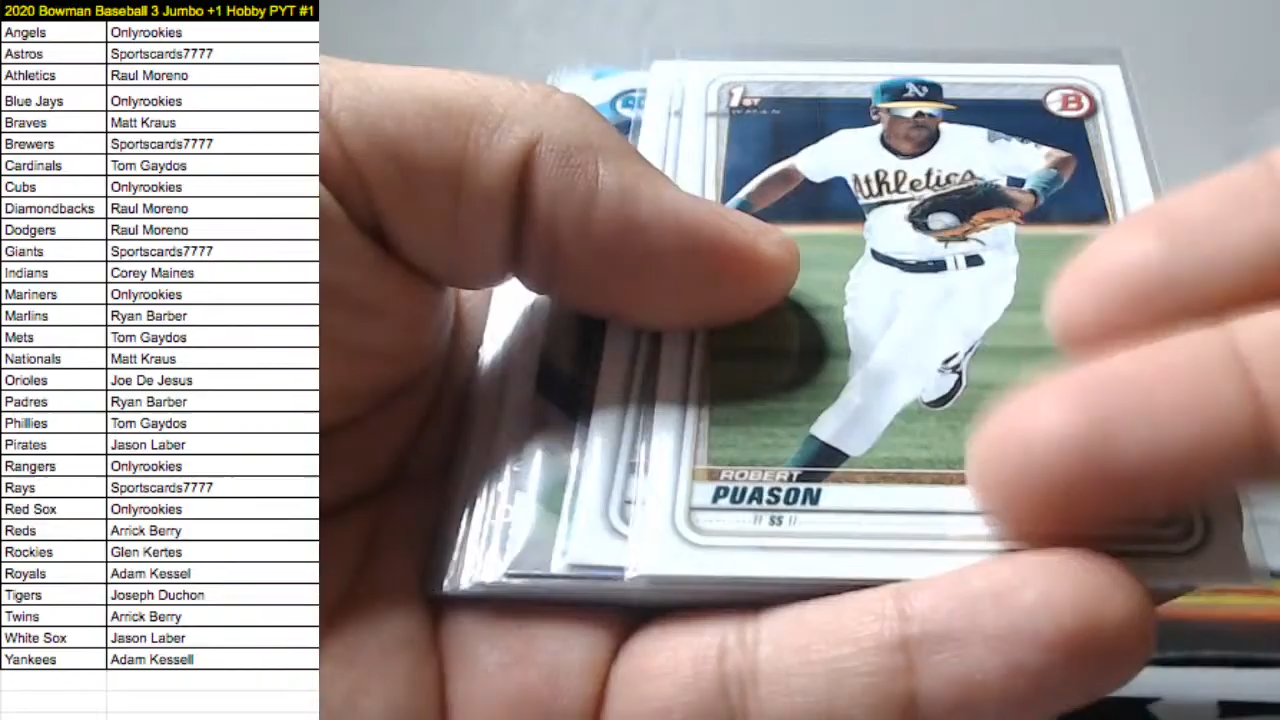 2020 Bowman Baseball 3 Jumbo +1 Hobby PYT #1
Angels Onlyrookies
Astros Sportscards7777
Athletics Raul Moreno
Blue Jays Onlyrookies
Braves Matt Kraus
Brewers Sportscards7777
Cardinals Tom Gaydos
Cubs Onlyrookies
Diamondbacks Raul Moreno
Dodgers Raul Moreno
Giants Sportscards7777
Indians Corey Maines
Mariners Onlyrookies
Marlins Ryan Barber
Mets Tom Gaydos
Nationals Matt Kraus
Orioles Joe De Jesus
Padres Ryan Barber
Phillies Tom Gaydos
Pirates Jason Laber
Rangers Onlyrookies
Rays Sportscards7777
Red Sox Onlyrookies
Reds Arrick Berry
Rockies Glen Kertes
Royals Adam Kessel
Tigers Joseph Duchon
Twins Arrick Berry
White Sox Jason Laber
Yankees Adam Kessell
1ST
B
A's
Athletics
ROBERT
PUASON
// SS //